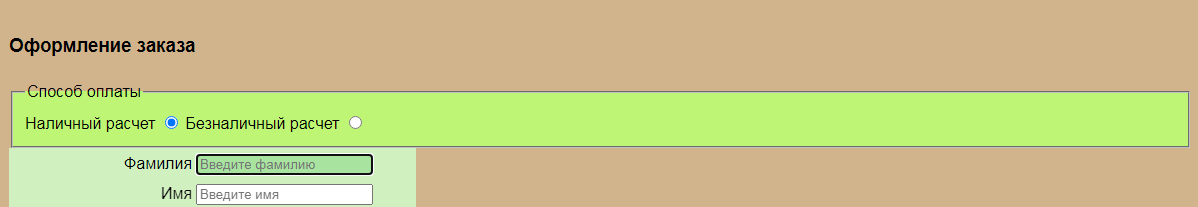 Оформление заказа
Способ оплаты
Наличный расчет Безналичный расчет
Фамилия Введите фамилию
Имя Введите имя